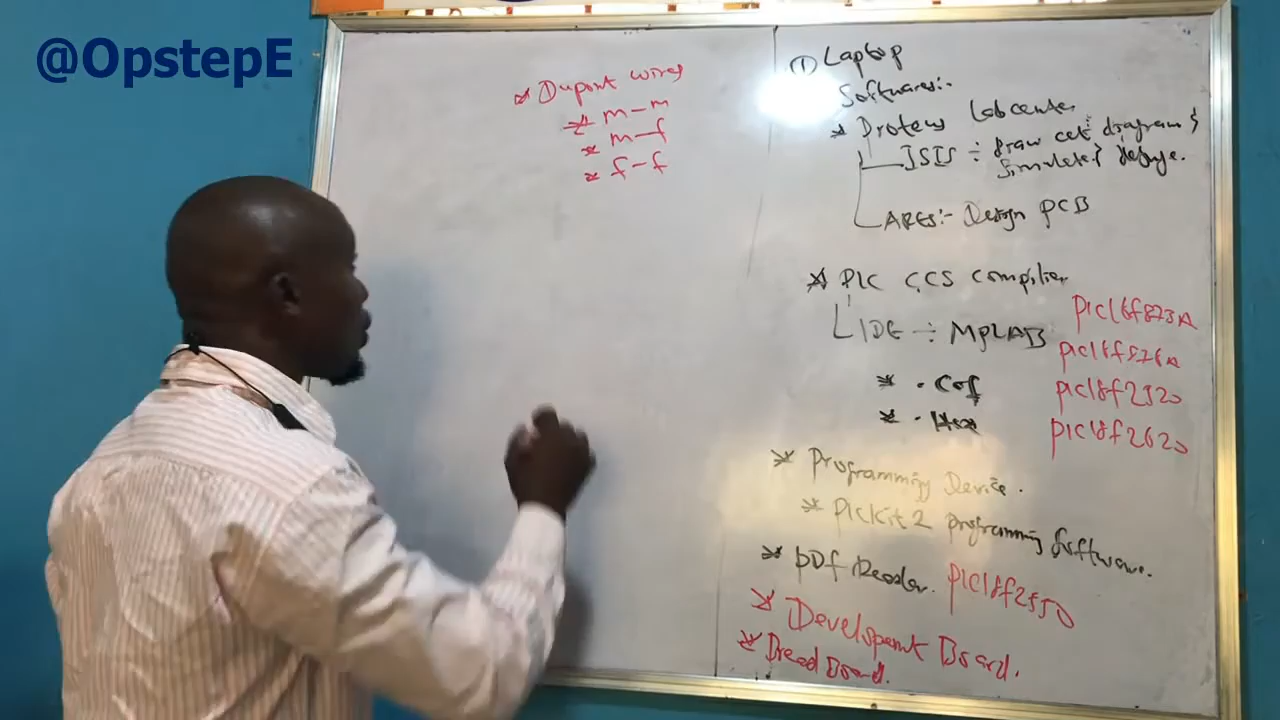 @OpstepE
* Dupont wires
* m-m
* m-f
* f-f
① Laptop
Softwares:-
* Proteus Labcenter
ISIS ÷ Draw cct diagram &
Simulate &
ARES:- Design PCB
* PIC CCS Compiler
IDE ÷ MPLAB
* .Cof
* .Hex
pic16f873A
pic16f876A
pic18f2520
pic18f2620
* Programming Device.
* PICKit2 programming Software.
* PDf Reader. pic18f2550
* Development Board.
* Bread Board.